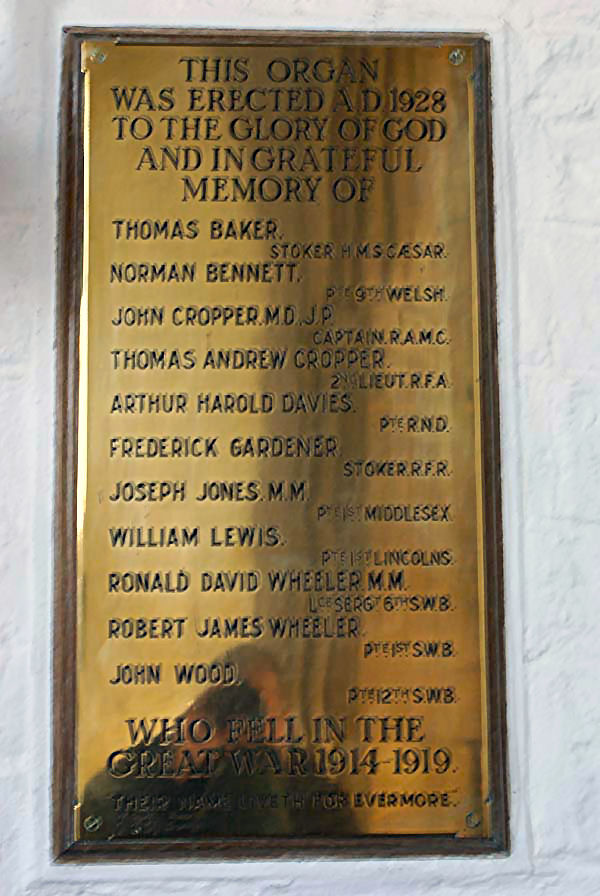 THIS ORGAN
WAS ERECTED A D 1928
TO THE GLORY OF GOD
AND IN GRATEFUL
MEMORY OF
THOMAS BAKER.
STOKER H.M.S CÆSAR.
NORMAN BENNETT.
PTE 9TH WELSH.
JOHN CROPPER. M.D., J.P.
CAPTAIN. R.A.M.C.
THOMAS ANDREW CROPPER.
2ND LIEUT. R.F.A.
ARTHUR HAROLD DAVIES.
PTE R.N.D.
FREDERICK GARDENER.
STOKER. R.F.R.
JOSEPH JONES. M.M.
PTE 1ST MIDDLESEX.
WILLIAM LEWIS.
PTE 1ST LINCOLNS.
RONALD DAVID WHEELER. M.M.
LCE SERGT 6TH S.W.B.
ROBERT JAMES WHEELER.
PTE 1ST S.W.B.
JOHN WOOD.
PTE 12TH S.W.B.
WHO FELL IN THE
GREAT WAR 1914-1919.
THEIR NAME LIVETH FOR EVERMORE.